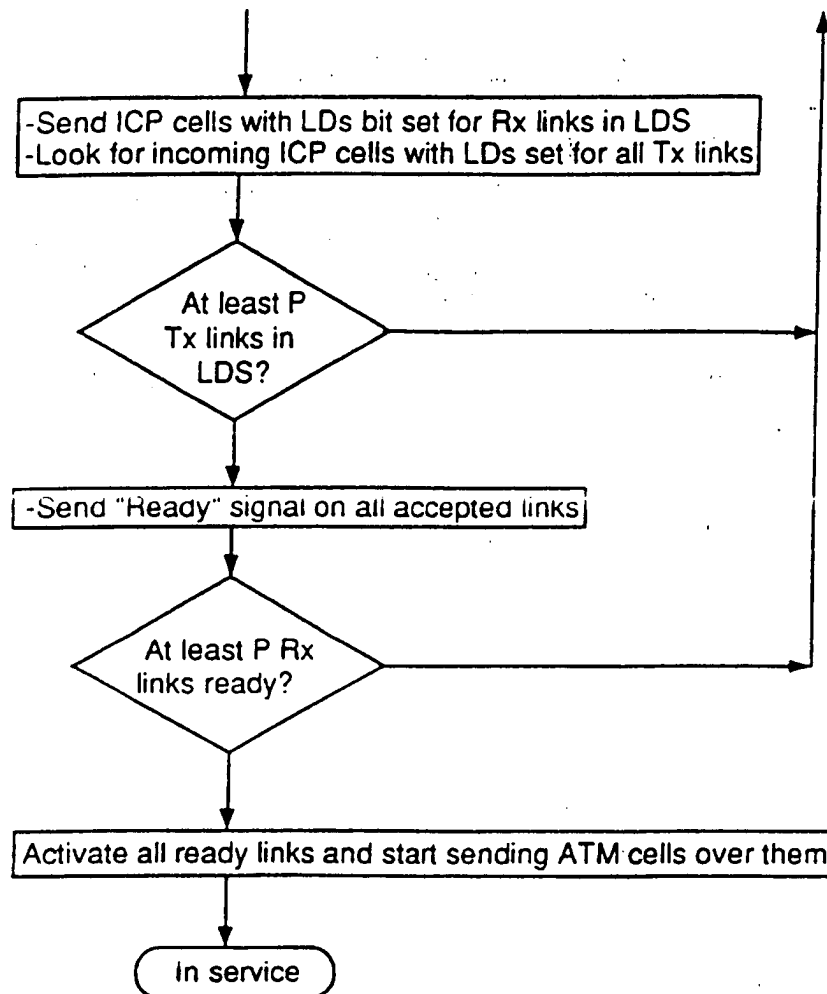 -Send ICP cells with LDs bit set for Rx links in LDS
-Look for incoming ICP cells with LDs set for all Tx links
At least P
Tx links in
LDS?
-Send "Ready" signal on all accepted links
At least P Rx
links ready?
Activate all ready links and start sending ATM cells over them
In service